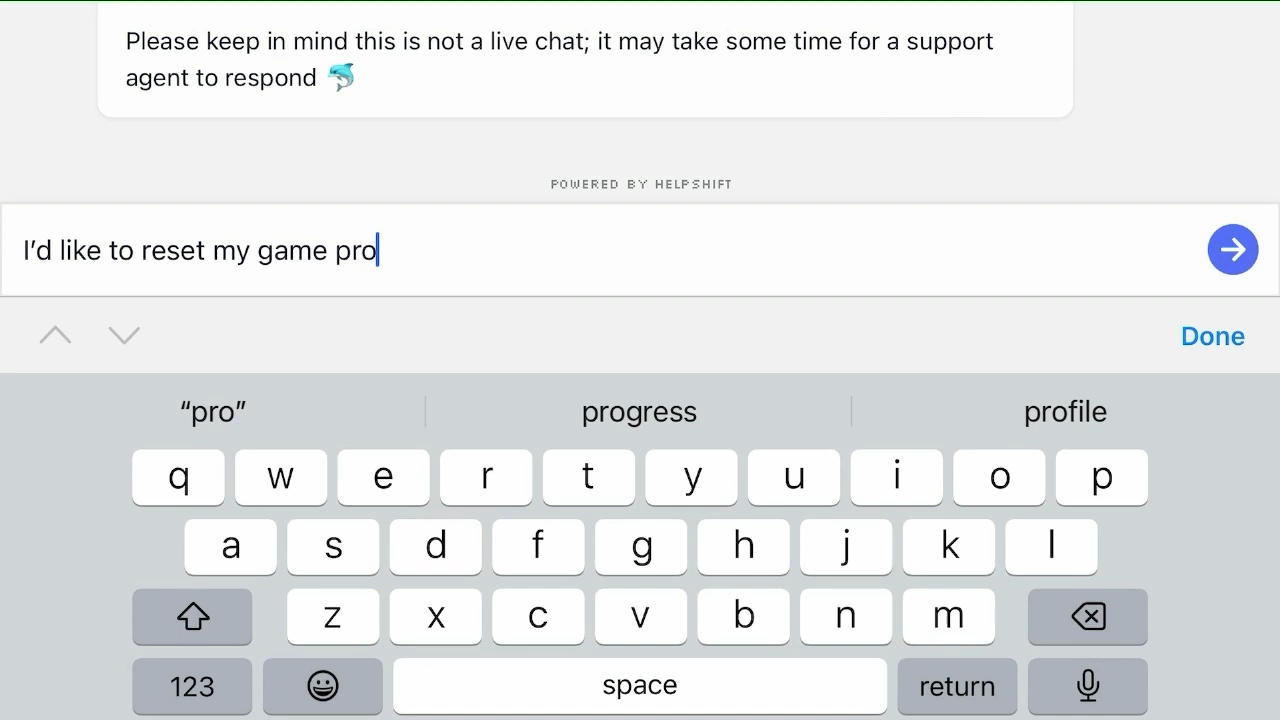 Please keep in mind this is not a live chat; it may take some time for a support
agent to respond 🐬
POWERED BY HELPSHIFT
I’d like to reset my game pro
Done
“pro”
progress
profile
q w e r t y u i o p
a s d f g h j k l
z x c v b n m
123
space
return